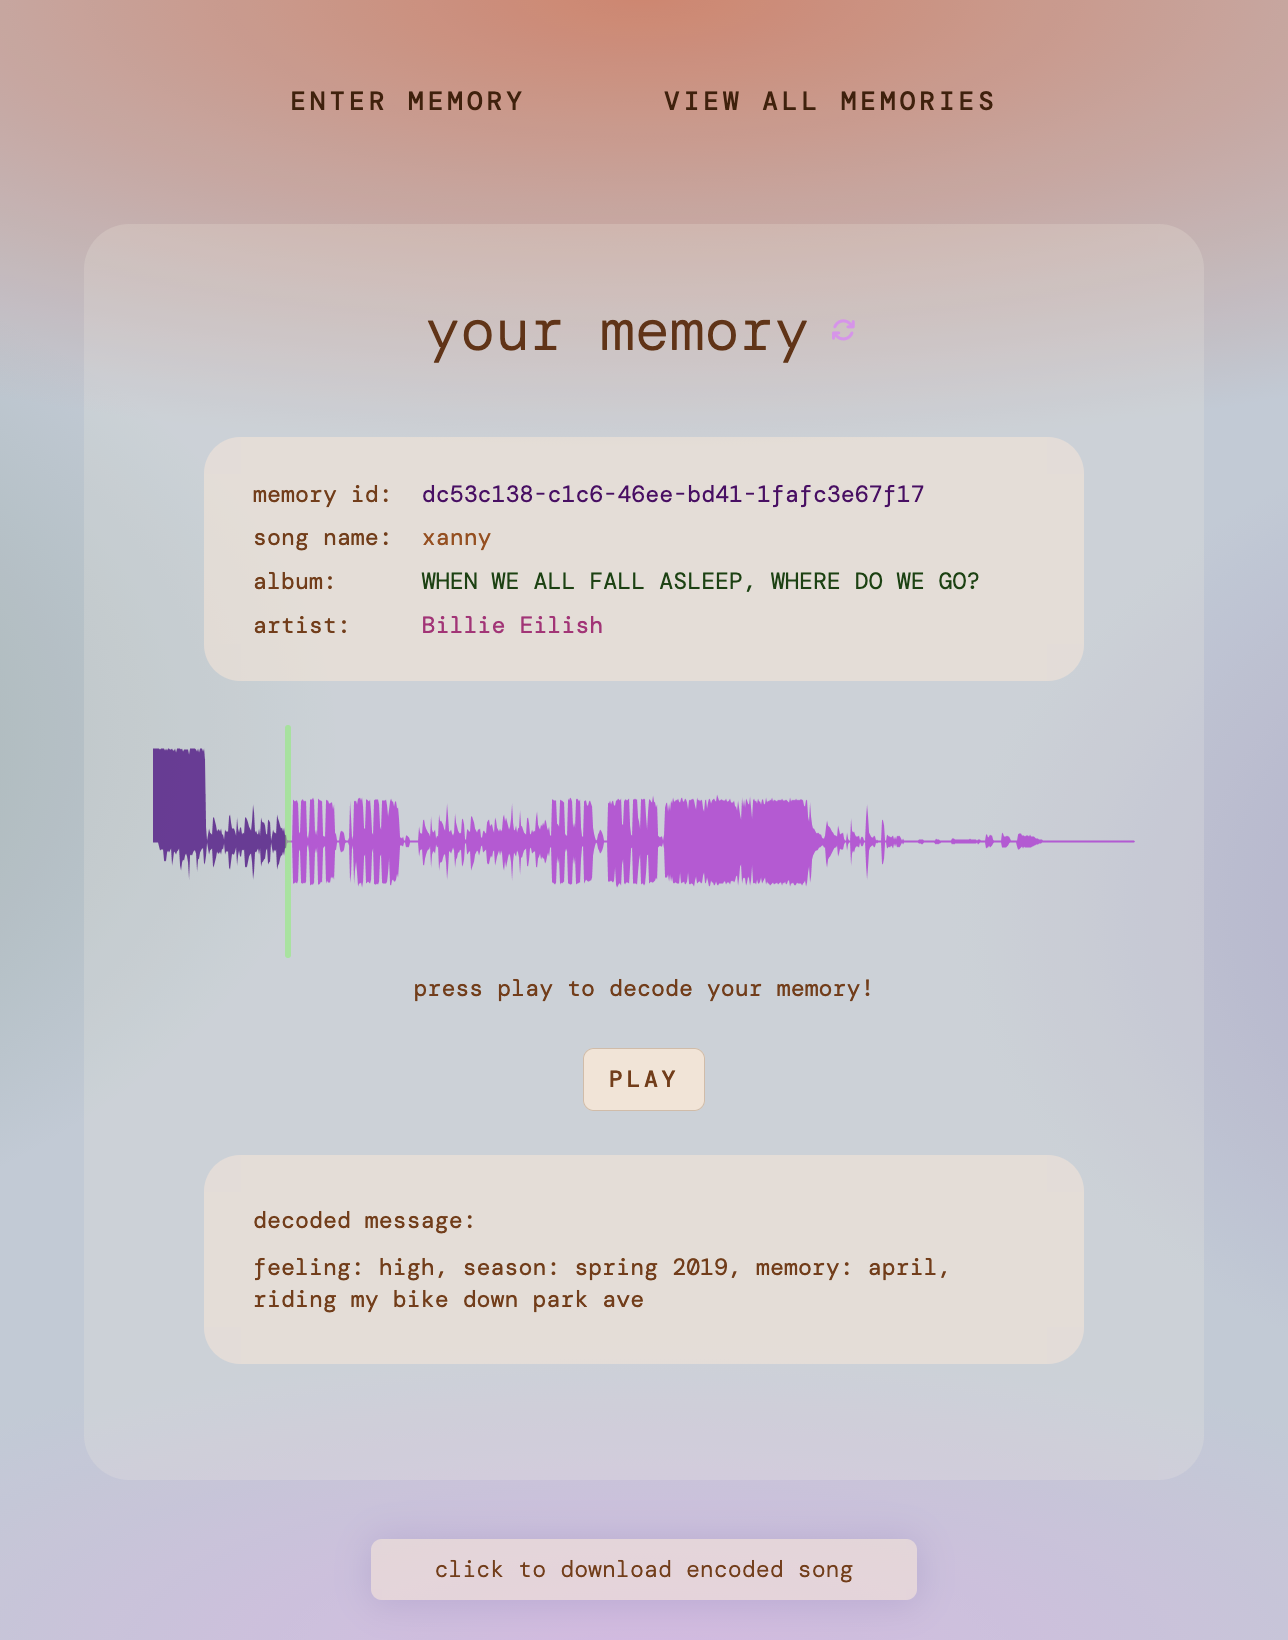 ENTER MEMORY VIEW ALL MEMORIES
your memory
memory id: dc53c138-c1c6-46ee-bd41-1fafc3e67f17
song name: xanny
album: WHEN WE ALL FALL ASLEEP, WHERE DO WE GO?
artist: Billie Eilish
press play to decode your memory!
PLAY
decoded message:
feeling: high, season: spring 2019, memory: april,
riding my bike down park ave
click to download encoded song